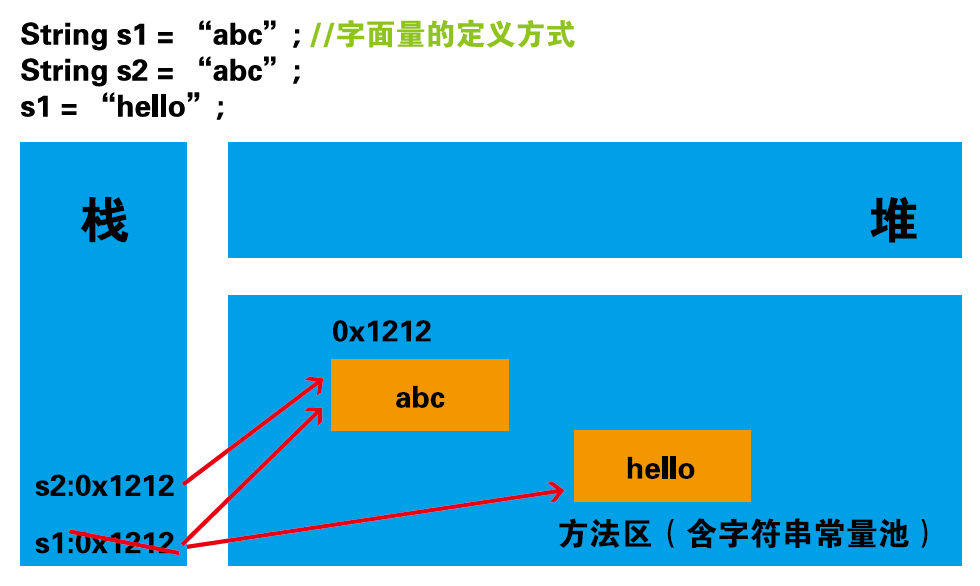 String s1 = “abc” ; //字面量的定义方式
String s2 = “abc” ;
s1 = “hello” ;
栈
堆
0x1212
abc
hello
s2:0x1212
s1:0x1212
方法区（含字符串常量池）